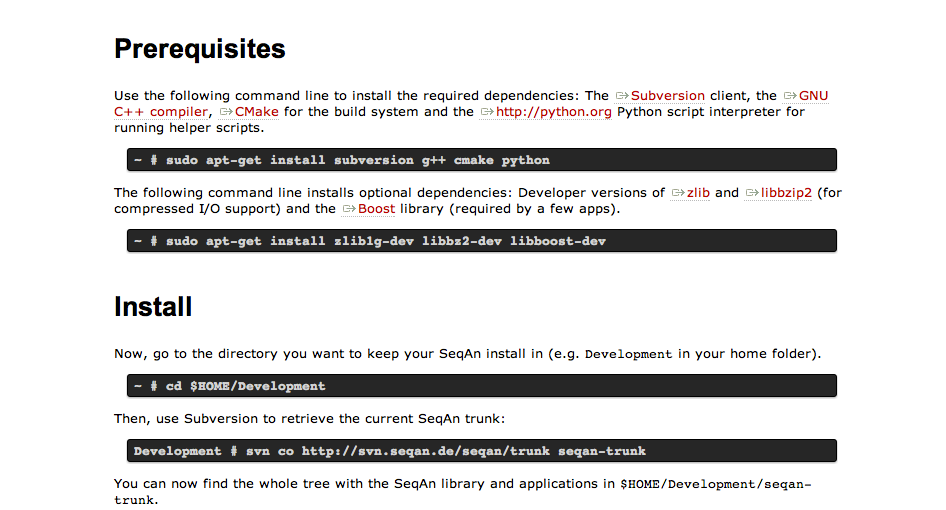 Prerequisites
Use the following command line to install the required dependencies: The Subversion client, the GNU
C++ compiler, CMake for the build system and the http://python.org Python script interpreter for
running helper scripts.
~ # sudo apt-get install subversion g++ cmake python
The following command line installs optional dependencies: Developer versions of zlib and libbzip2 (for
compressed I/O support) and the Boost library (required by a few apps).
~ # sudo apt-get install zlib1g-dev libbz2-dev libboost-dev
Install
Now, go to the directory you want to keep your SeqAn install in (e.g. Development in your home folder).
~ # cd $HOME/Development
Then, use Subversion to retrieve the current SeqAn trunk:
Development # svn co http://svn.seqan.de/seqan/trunk seqan-trunk
You can now find the whole tree with the SeqAn library and applications in $HOME/Development/seqan-
trunk.